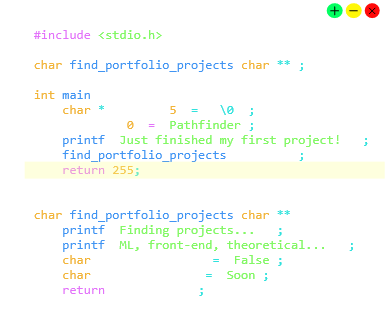 #include <stdio.h>
char find_portfolio_projects char ** ;
int main
char * 5 = \0 ;
0 = Pathfinder ;
printf Just finished my first project! ;
find_portfolio_projects ;
return 255;
char find_portfolio_projects char **
printf Finding projects... ;
printf ML, front-end, theoretical... ;
char = False ;
char = Soon ;
return ;